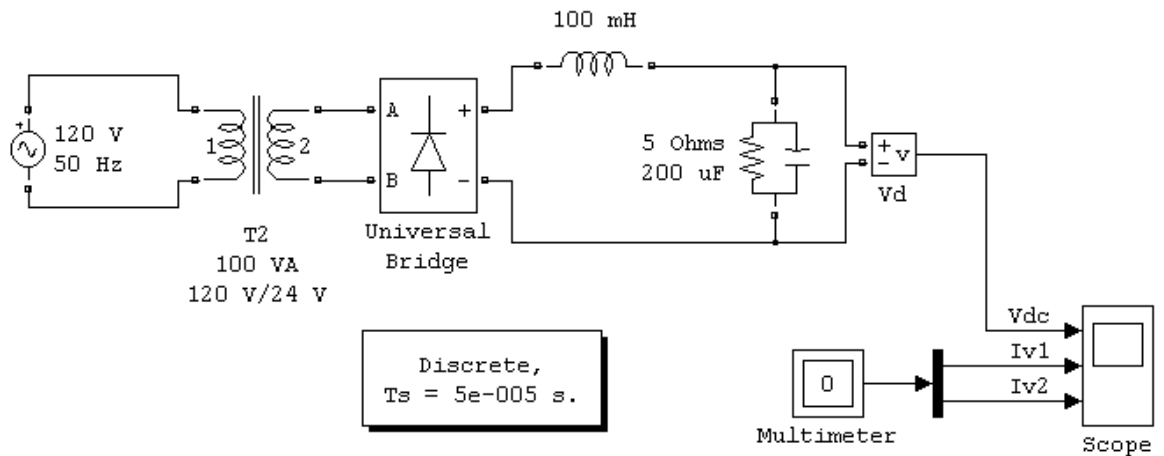 100 mH
120 V
50 Hz
+
1
2
A
B
+
-
5 Ohms
200 uF
+
-
v
Vd
T2
100 VA
120 V/24 V
Universal
Bridge
Discrete,
Ts = 5e-005 s.
Vdc
Iv1
Iv2
0
Multimeter
Scope